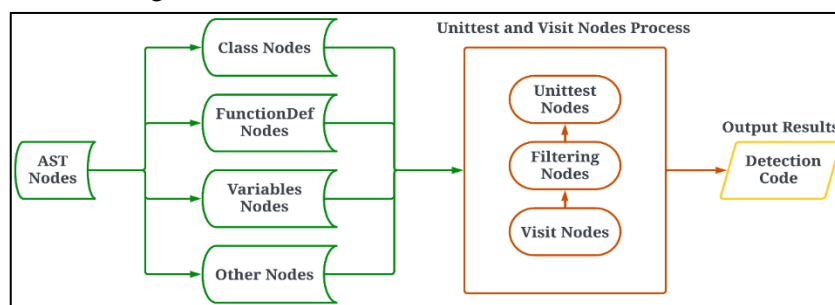 Class Nodes
Unittest and Visit Nodes Process
FunctionDef
Nodes
Unittest
Nodes
AST
Nodes
Filtering
Nodes
Output Results
Detection
Code
Variables
Nodes
Visit Nodes
Other Nodes